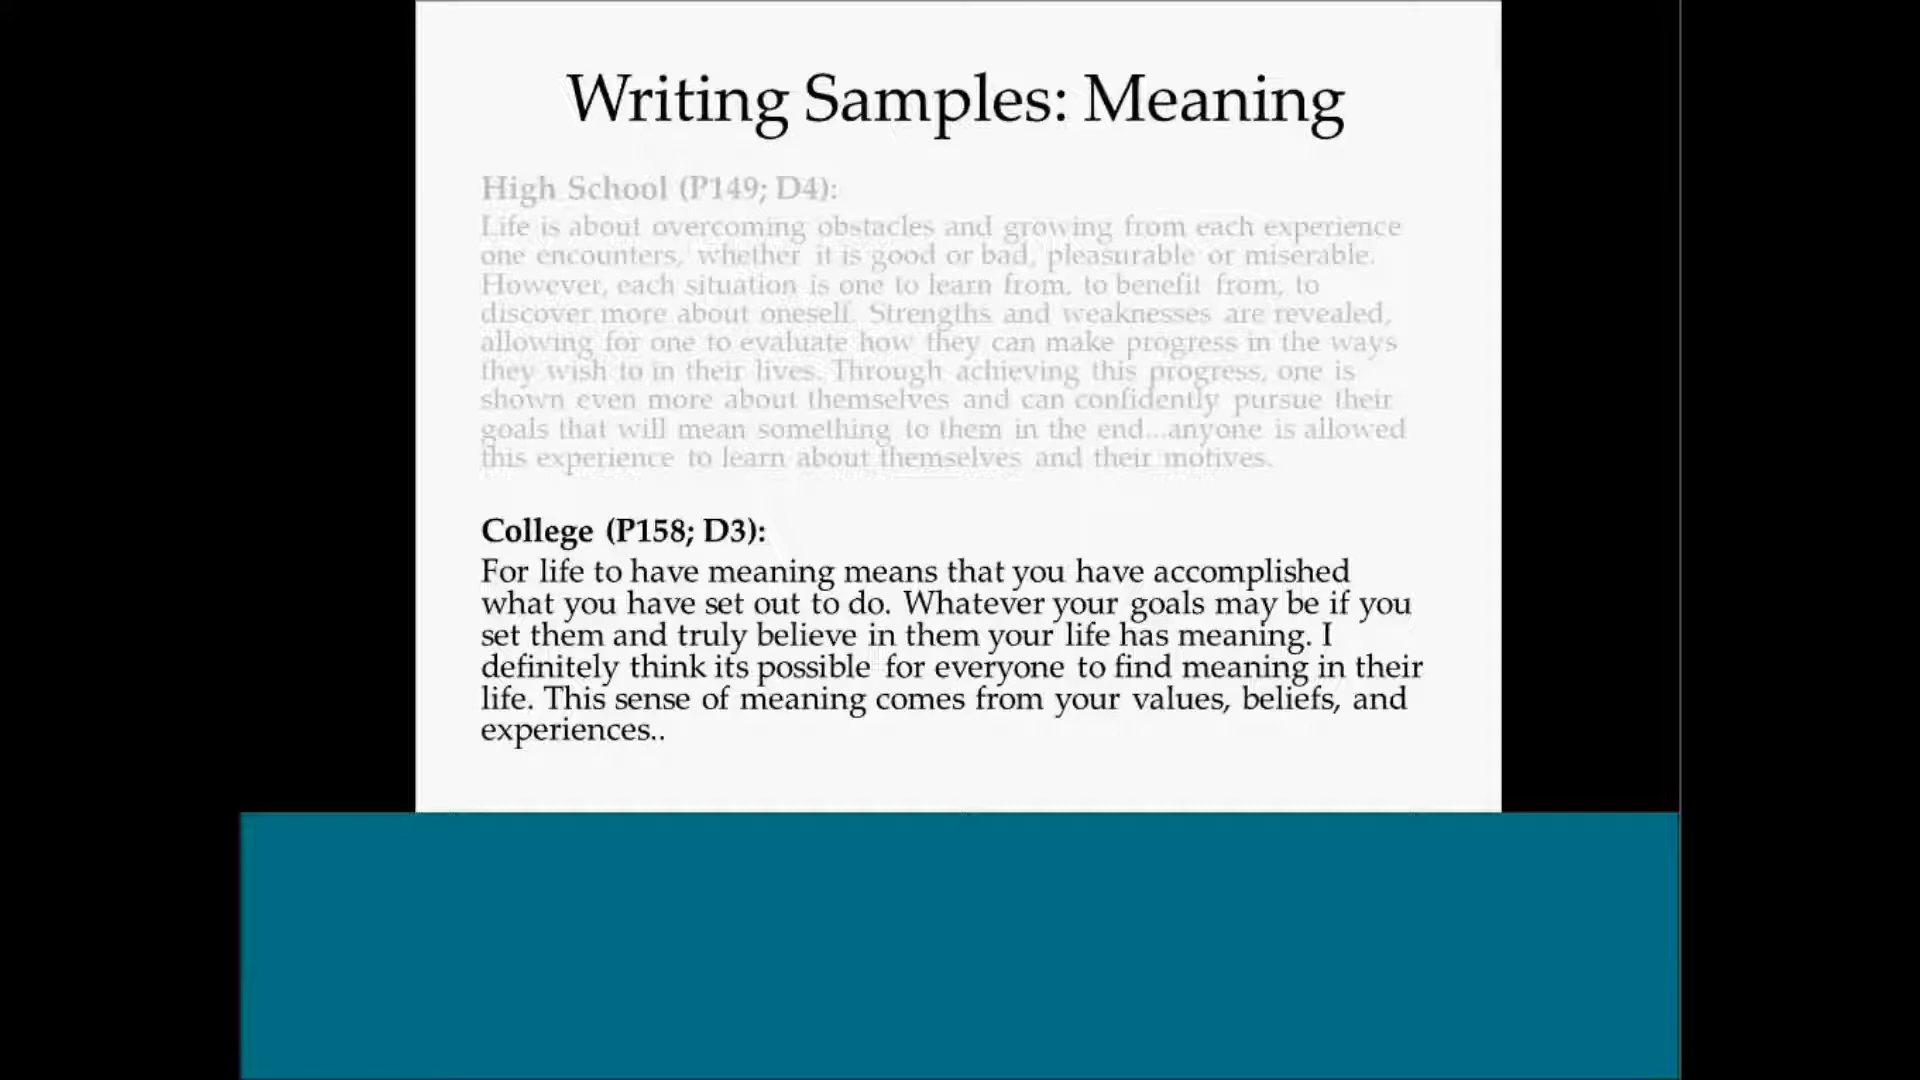 Writing Samples: Meaning
High School (P149; D4):
Life is about overcoming obstacles and growing from each experience
one encounters, whether it is good or bad, pleasurable or miserable.
However, each situation is one to learn from, to benefit from, to
discover more about oneself. Strengths and weaknesses are revealed,
allowing for one to evaluate how they can make progress in the ways
they wish to in their lives. Through achieving this progress, one is
shown even more about themselves and can confidently pursue their
goals that will mean something to them in the end...anyone is allowed
this experience to learn about themselves and their motives.
College (P158; D3):
For life to have meaning means that you have accomplished
what you have set out to do. Whatever your goals may be if you
set them and truly believe in them your life has meaning. I
definitely think its possible for everyone to find meaning in their
life. This sense of meaning comes from your values, beliefs, and
experiences..